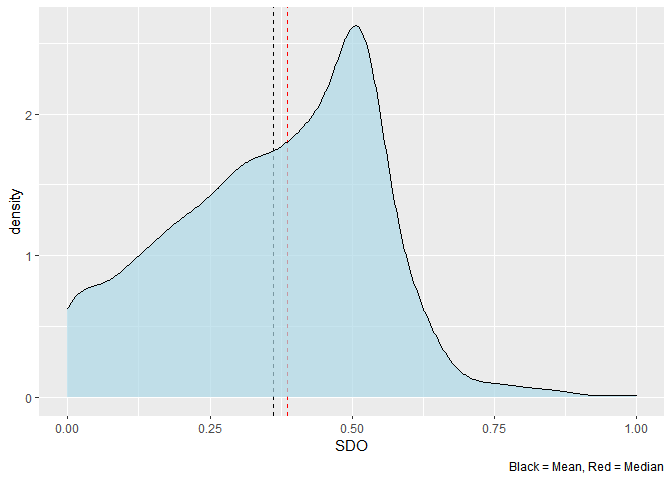 density
2
1
0
0.00 0.25 0.50 0.75 1.00
SDO
Black = Mean, Red = Median